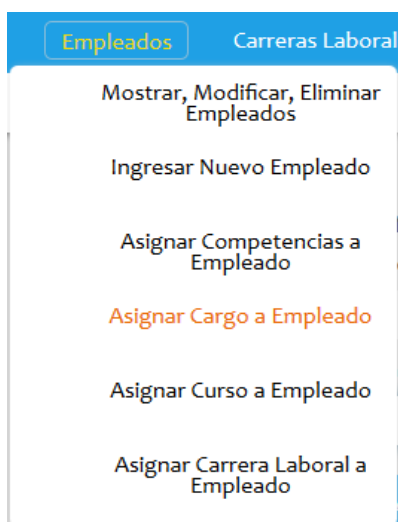 Empleados
Carreras Laboral
Mostrar, Modificar, Eliminar
Empleados
Ingresar Nuevo Empleado
Asignar Competencias a
Empleado
Asignar Cargo a Empleado
Asignar Curso a Empleado
Asignar Carrera Laboral a
Empleado